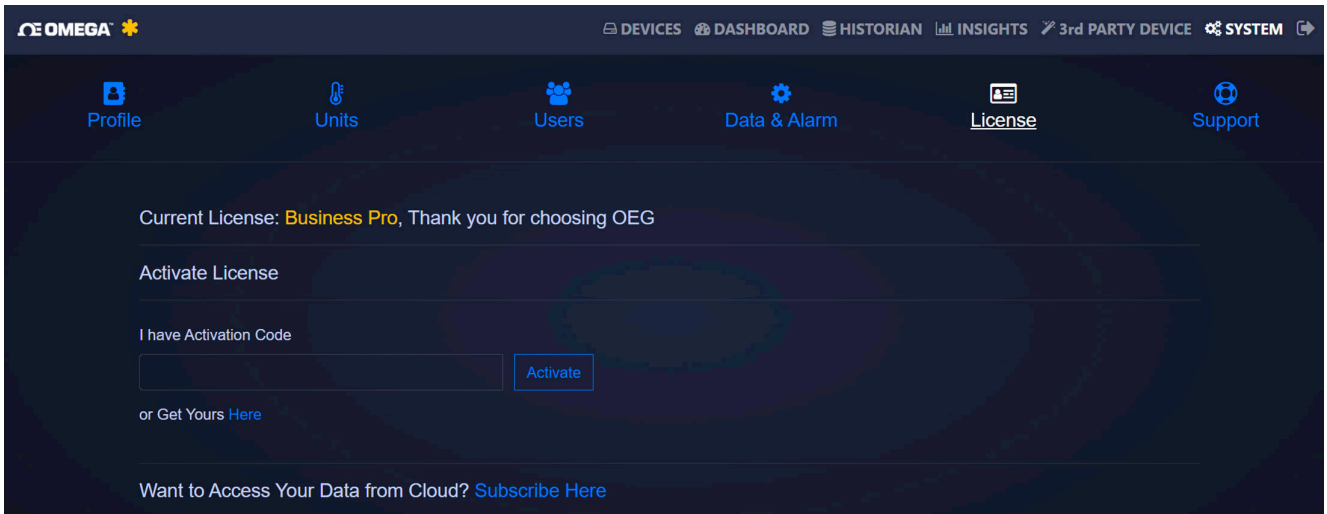 OMEGA™
DEVICES DASHBOARD HISTORIAN INSIGHTS 3rd PARTY DEVICE SYSTEM
Profile Units Users Data & Alarm License Support
Current License: Business Pro, Thank you for choosing OEG
Activate License
I have Activation Code
Activate
or Get Yours Here
Want to Access Your Data from Cloud? Subscribe Here